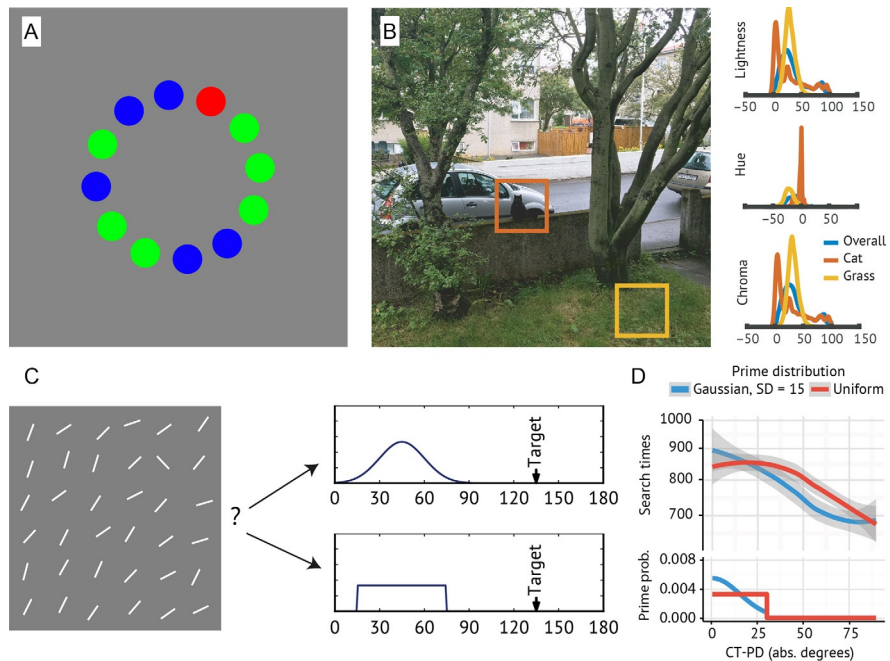 A
B
Lightness
-50 0 50 100 150
Hue
-50 0 50
Overall
Cat
Grass
Chroma
-50 0 50 100 150
C
?
Target
0 30 60 90 120 150 180
Target
0 30 60 90 120 150 180
D
Prime distribution
Gaussian, SD = 15 Uniform
Search times
1000
900
800
700
Prime prob.
0.008
0.004
0.000
0 25 50 75
CT-PD (abs. degrees)